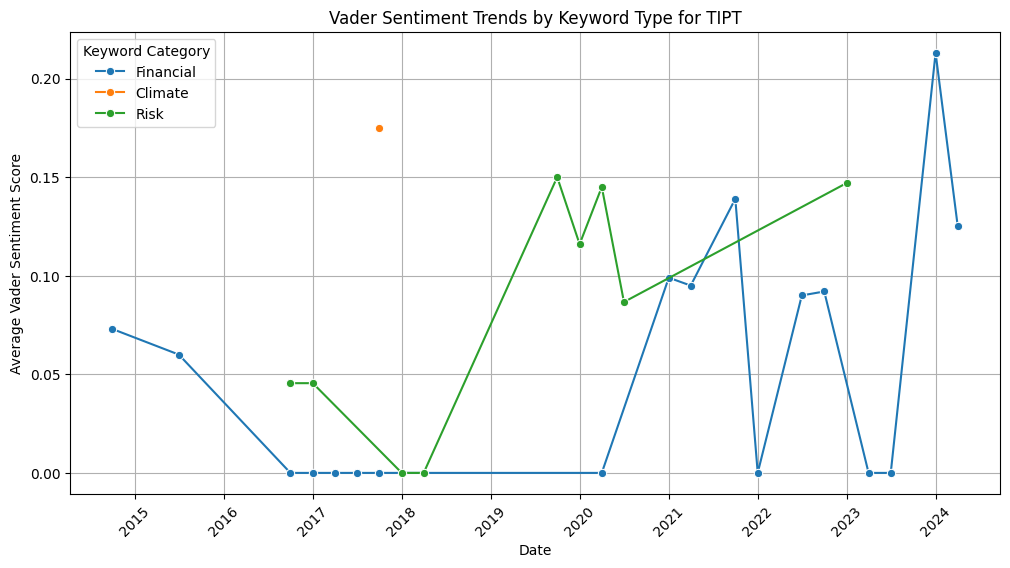 Vader Sentiment Trends by Keyword Type for TIPT
Keyword Category
Financial
Climate
Risk
Average Vader Sentiment Score
0.20
0.15
0.10
0.05
0.00
2015
2016
2017
2018
2019
2020
2021
2022
2023
2024
Date